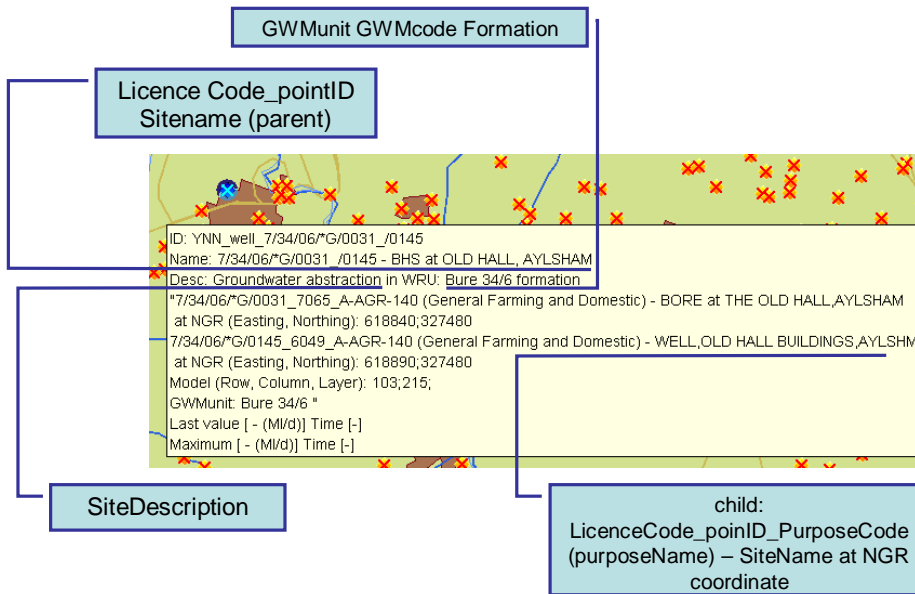 GWMunit GWMcode Formation
Licence Code_pointID
Sitename (parent)
ID: YNN_well_7/34/06/*G/0031_/0145
Name: 7/34/06/*G/0031_/0145 - BHS at OLD HALL, AYLSHAM
Desc: Groundwater abstraction in WRU: Bure 34/6 formation
"7/34/06/*G/0031_7065_A-AGR-140 (General Farming and Domestic) - BORE at THE OLD HALL,AYLSHAM
at NGR (Easting, Northing): 618840;327480
7/34/06/*G/0145_6049_A-AGR-140 (General Farming and Domestic) - WELL,OLD HALL BUILDINGS,AYLSHM
at NGR (Easting, Northing): 618890;327480
Model (Row, Column, Layer): 103;215;
GWMunit: Bure 34/6 "
Last value [ - (Ml/d)] Time [-]
Maximum [ - (Ml/d)] Time [-]
SiteDescription
child:
LicenceCode_poinID_PurposeCode
(purposeName) – SiteName at NGR
coordinate